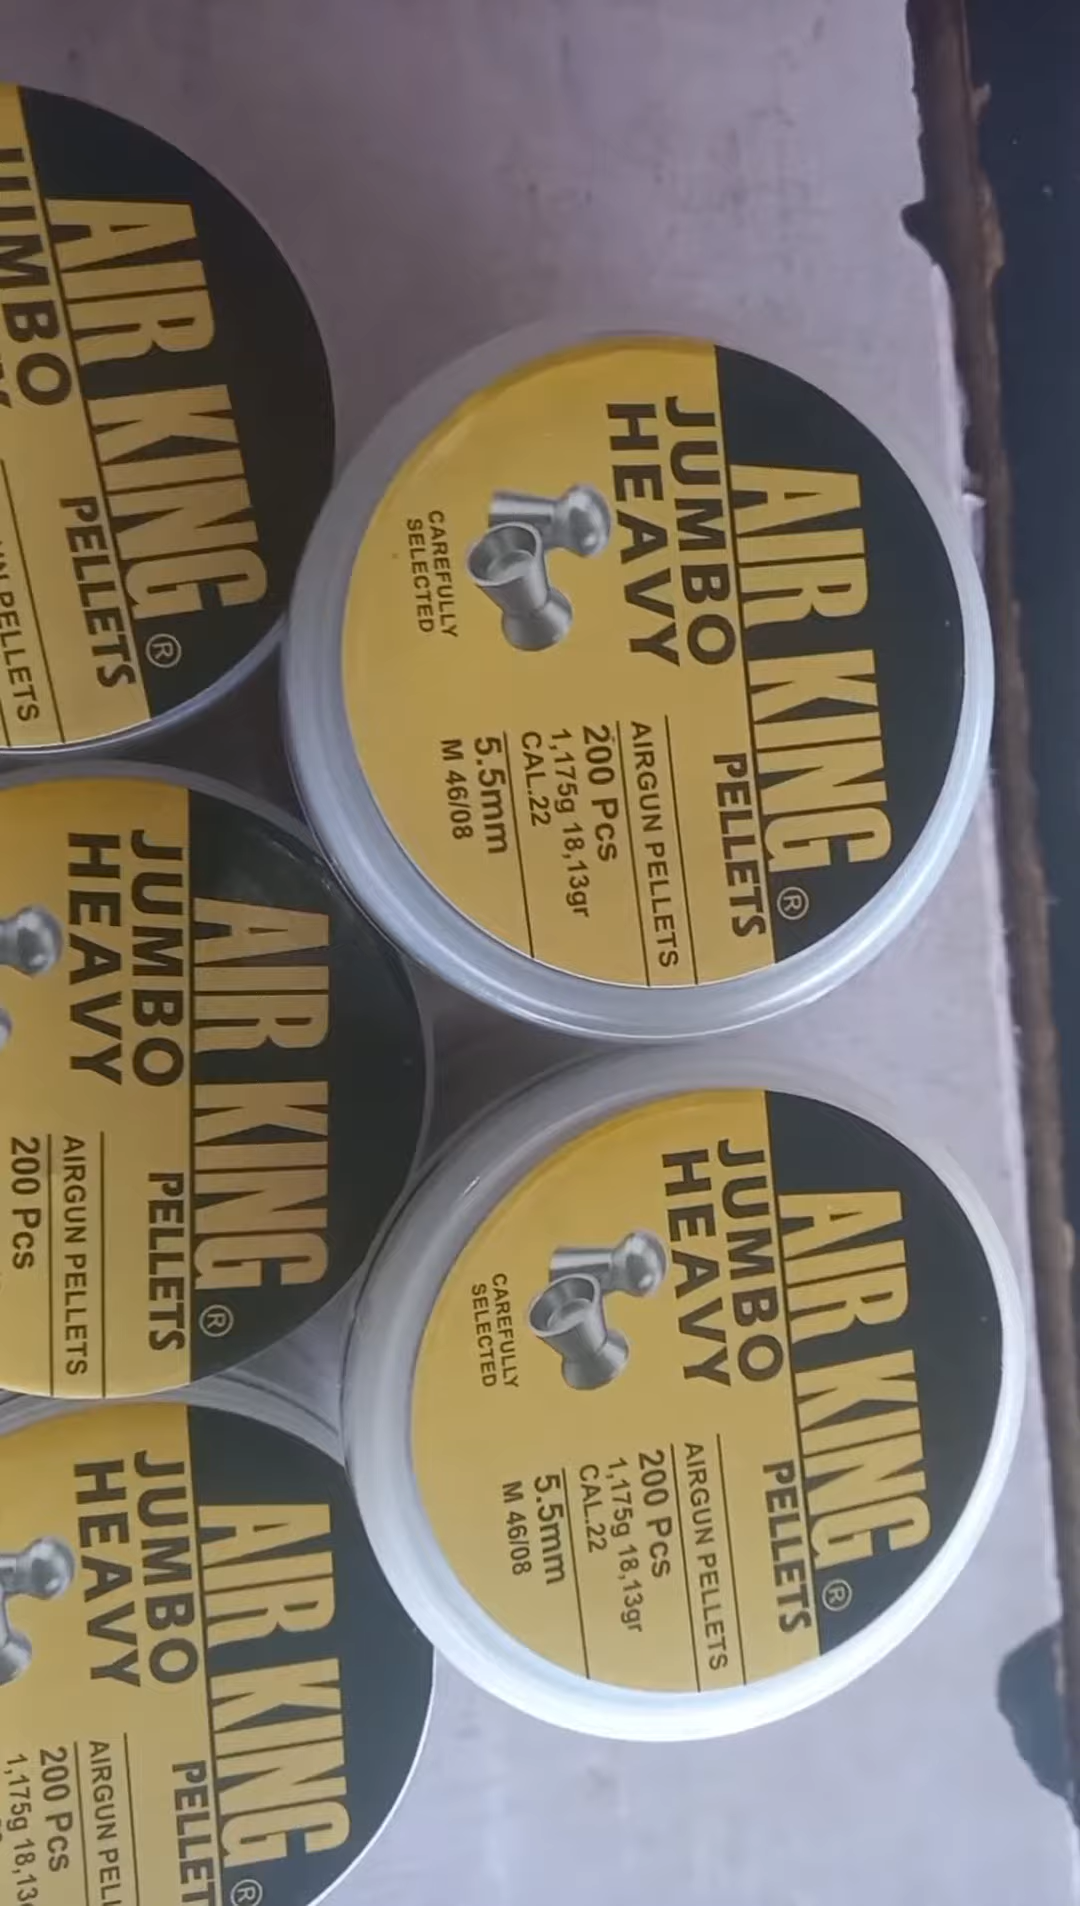 AIR KING
JUMBO
PELLETS
PELLETS
®
AIR KING
JUMBO
HEAVY
PELLETS
®
AIRGUN PELLETS
200 Pcs
1,175g 18,13gr
CAL.22
5.5mm
M 46/08
CAREFULLY
SELECTED
AIR KING
JUMBO
HEAVY
PELLETS
®
AIRGUN PELLETS
200 Pcs
AIR KING
JUMBO
HEAVY
PELLETS
®
AIRGUN PELLETS
200 Pcs
1,175g 18,13gr
CAL.22
5.5mm
M 46/08
CAREFULLY
SELECTED
AIR KING
JUMBO
HEAVY
PELLET
®
AIRGUN PELL
200 Pcs
1,175g 18,13